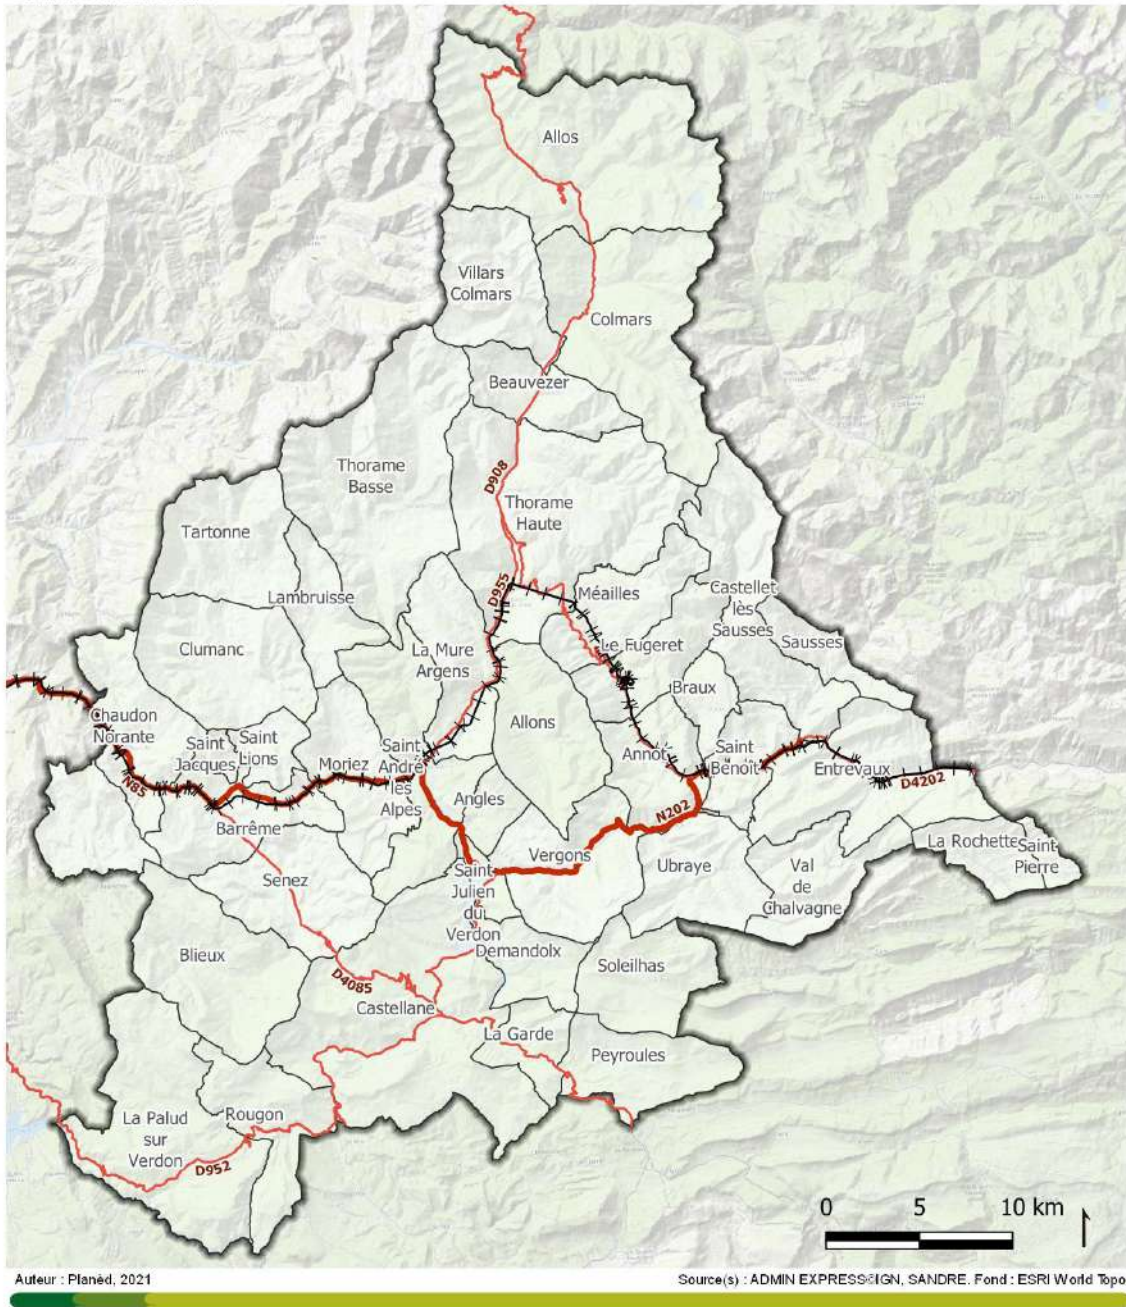 Allos
Villars
Colmars
Colmars
Beauvezer
Thorame
Basse
D908
Thorame
Haute
Tartonne
D955
Méailles
Castellet
lès
Sausses
Lambruisse
Clumanc
La Mure
Argens
Le Fugeret
Sausses
Braux
Chaudon
Norante
Saint
Jacques
Saint
Lions
Moriez
Saint
André
les
Alpes
Allons
Annot
Saint
Benoît
Entrevaux
D4202
N85
Angles
N202
Barrême
Vergons
Ubraye
La Rochette
Saint
Pierre
Senez
Saint
Julien
du
Verdon
Val
de
Chalvagne
Blieux
Demandolx
Soleilhas
D4085
Castellane
La Garde
Peyroules
La Palud
sur
Verdon
Rougon
D952
0 5 10 km
Auteur : Planèd, 2021
Source(s) : ADMIN EXPRESS©IGN, SANDRE. Fond : ESRI World Topo